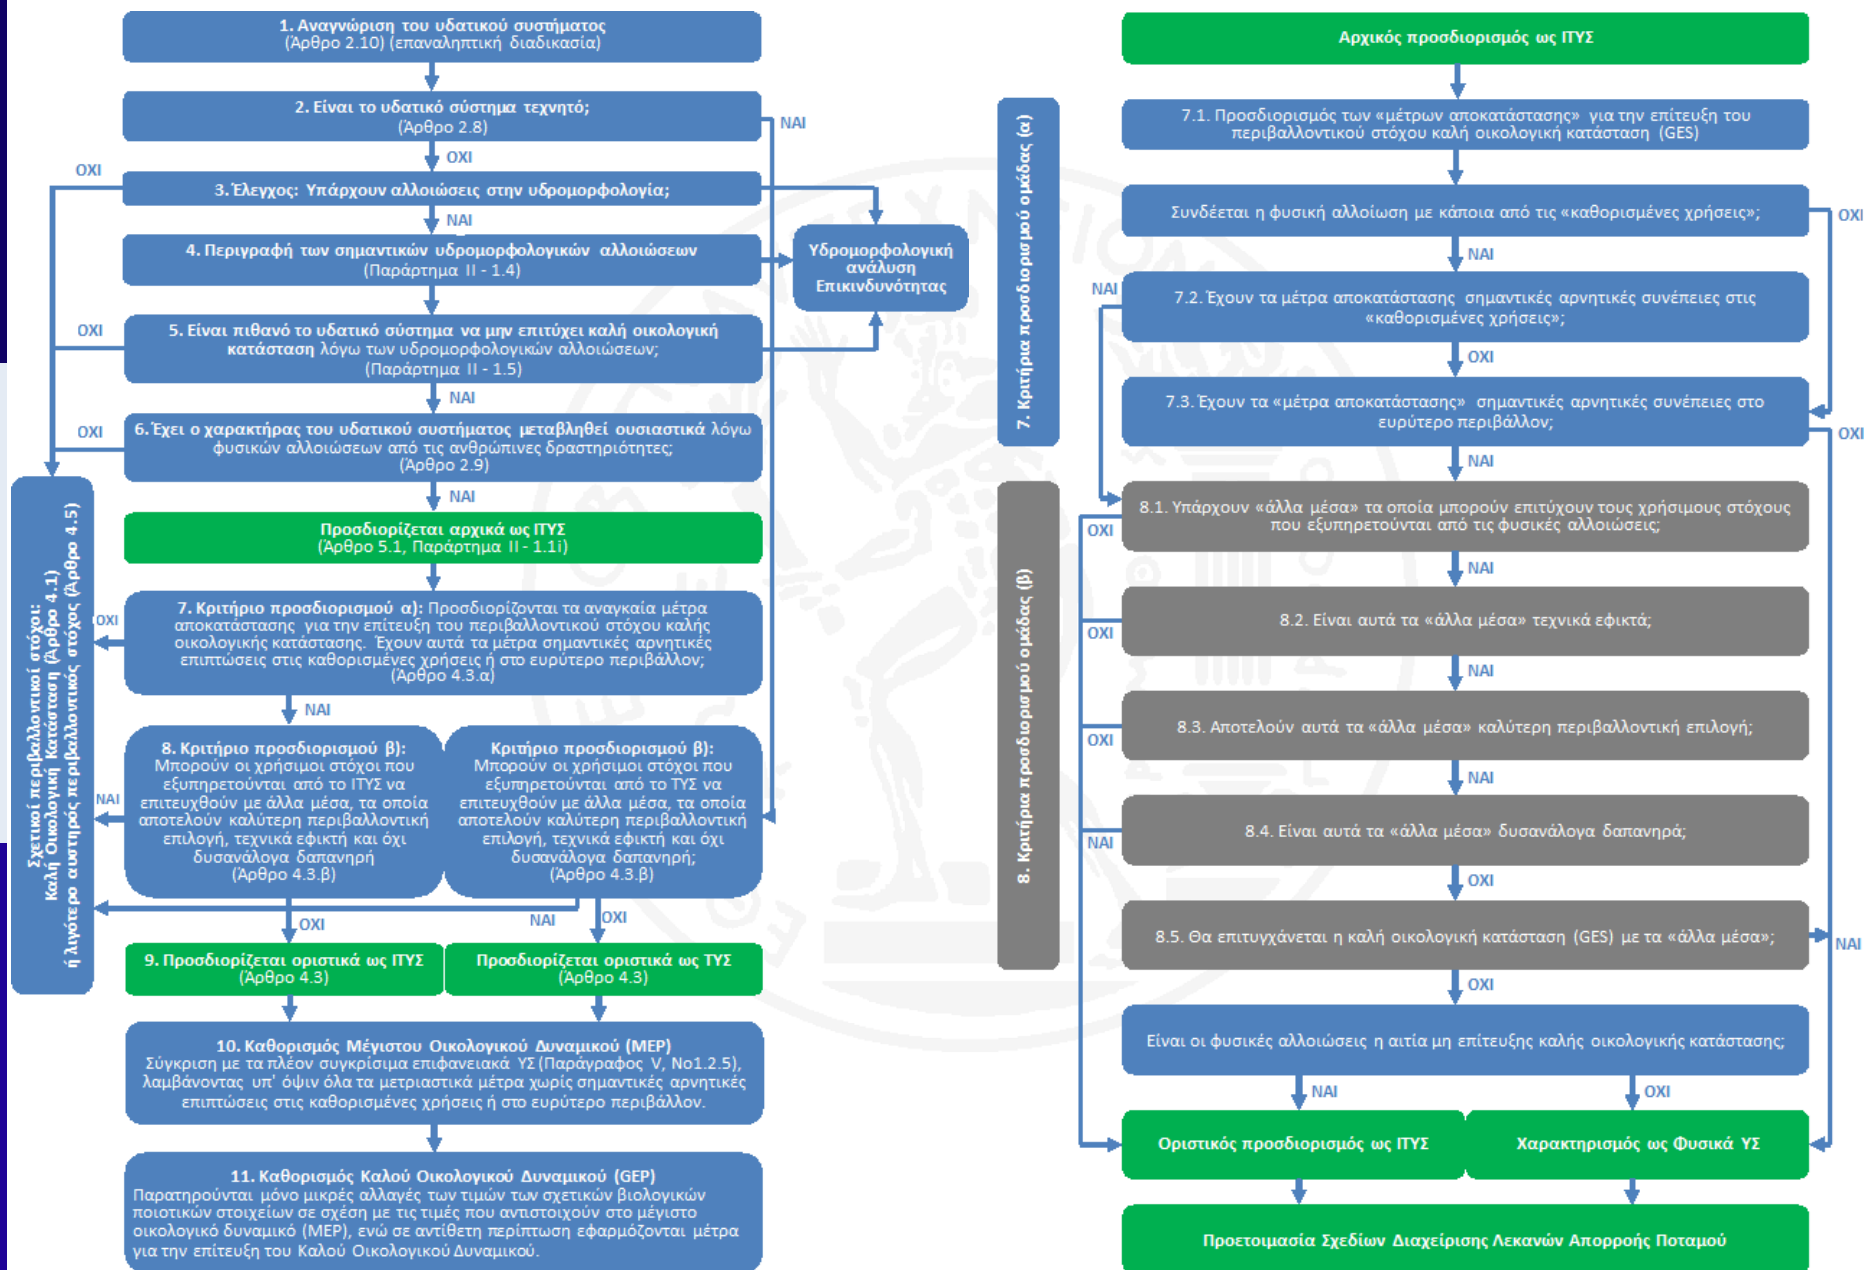 1. Αναγνώριση του υδατικού συστήματος
(Άρθρο 2.10) (επαναληπτική διαδικασία)
2. Είναι το υδατικό σύστημα τεχνητό;
(Άρθρο 2.8)
ΝΑΙ
ΟΧΙ
ΟΧΙ
3. Έλεγχος: Υπάρχουν αλλοιώσεις στην υδρομορφολογία;
ΝΑΙ
4. Περιγραφή των σημαντικών υδρομορφολογικών αλλοιώσεων
(Παράρτημα ΙΙ - 1.4)
Υδρομορφολογική
ανάλυση
Επικινδυνότητας
ΟΧΙ
5. Είναι πιθανό το υδατικό σύστημα να μην επιτύχει καλή οικολογική
κατάσταση λόγω των υδρομορφολογικών αλλοιώσεων;
(Παράρτημα ΙΙ - 1.5)
ΝΑΙ
ΟΧΙ
6. Έχει ο χαρακτήρας του υδατικού συστήματος μεταβληθεί ουσιαστικά λόγω
φυσικών αλλοιώσεων από τις ανθρώπινες δραστηριότητες;
(Άρθρο 2.9)
ΝΑΙ
Προσδιορίζεται αρχικά ως ΙΤΥΣ
(Άρθρο 5.1, Παράρτημα ΙΙ - 1.1i)
Σχετικοί περιβαλλοντικοί στόχοι:
Καλή Οικολογική Κατάσταση (Άρθρο 4.1)
ή λιγότερο αυστηρός περιβαλλοντικός στόχος (Άρθρο 4.5)
ΟΧΙ
7. Κριτήριο προσδιορισμού α): Προσδιορίζονται τα αναγκαία μέτρα
αποκατάστασης για την επίτευξη του περιβαλλοντικού στόχου καλής
οικολογικής κατάστασης. Έχουν αυτά τα μέτρα σημαντικές αρνητικές
επιπτώσεις στις καθορισμένες χρήσεις ή στο ευρύτερο περιβάλλον;
(Άρθρο 4.3.α)
ΝΑΙ
ΝΑΙ
8. Κριτήριο προσδιορισμού β):
Μπορούν οι χρήσιμοι στόχοι που
εξυπηρετούνται από το ΙΤΥΣ να
επιτευχθούν με άλλα μέσα, τα οποία
αποτελούν καλύτερη περιβαλλοντική
επιλογή, τεχνικά εφικτή και όχι
δυσανάλογα δαπανηρή
(Άρθρο 4.3.β)
Κριτήριο προσδιορισμού β):
Μπορούν οι χρήσιμοι στόχοι που
εξυπηρετούνται από το ΤΥΣ να
επιτευχθούν με άλλα μέσα, τα οποία
αποτελούν καλύτερη περιβαλλοντική
επιλογή, τεχνικά εφικτή και όχι
δυσανάλογα δαπανηρή;
(Άρθρο 4.3.β)
ΟΧΙ
ΝΑΙ
ΟΧΙ
9. Προσδιορίζεται οριστικά ως ΙΤΥΣ
(Άρθρο 4.3)
Προσδιορίζεται οριστικά ως ΤΥΣ
(Άρθρο 4.3)
10. Καθορισμός Μέγιστου Οικολογικού Δυναμικού (MEP)
Σύγκριση με τα πλέον συγκρίσιμα επιφανειακά ΥΣ (Παράγραφος V, Νο1.2.5),
λαμβάνοντας υπ' όψιν όλα τα μετριαστικά μέτρα χωρίς σημαντικές αρνητικές
επιπτώσεις στις καθορισμένες χρήσεις ή στο ευρύτερο περιβάλλον.
11. Καθορισμός Καλού Οικολογικού Δυναμικού (GEP)
Παρατηρούνται μόνο μικρές αλλαγές των τιμών των σχετικών βιολογικών
ποιοτικών στοιχείων σε σχέση με τις τιμές που αντιστοιχούν στο μέγιστο
οικολογικό δυναμικό (MEP), ενώ σε αντίθετη περίπτωση εφαρμόζονται μέτρα
για την επίτευξη του Καλού Οικολογικού Δυναμικού.
Αρχικός προσδιορισμός ως ΙΤΥΣ
7. Κριτήρια προσδιορισμού ομάδας (α)
7.1. Προσδιορισμός των «μέτρων αποκατάστασης» για την επίτευξη του
περιβαλλοντικού στόχου καλή οικολογική κατάσταση (GES)
Συνδέεται η φυσική αλλοίωση με κάποια από τις «καθορισμένες χρήσεις»;
ΟΧΙ
ΝΑΙ
ΝΑΙ
7.2. Έχουν τα μέτρα αποκατάστασης σημαντικές αρνητικές συνέπειες στις
«καθορισμένες χρήσεις»;
ΟΧΙ
7.3. Έχουν τα «μέτρα αποκατάστασης» σημαντικές αρνητικές συνέπειες στο
ευρύτερο περιβάλλον;
ΟΧΙ
ΝΑΙ
8. Κριτήρια προσδιορισμού ομάδας (β)
8.1. Υπάρχουν «άλλα μέσα» τα οποία μπορούν επιτύχουν τους χρήσιμους στόχους
που εξυπηρετούνται από τις φυσικές αλλοιώσεις;
ΟΧΙ
ΝΑΙ
8.2. Είναι αυτά τα «άλλα μέσα» τεχνικά εφικτά;
ΟΧΙ
ΝΑΙ
8.3. Αποτελούν αυτά τα «άλλα μέσα» καλύτερη περιβαλλοντική επιλογή;
ΟΧΙ
ΝΑΙ
8.4. Είναι αυτά τα «άλλα μέσα» δυσανάλογα δαπανηρά;
ΝΑΙ
ΟΧΙ
8.5. Θα επιτυγχάνεται η καλή οικολογική κατάσταση (GES) με τα «άλλα μέσα»;
ΝΑΙ
ΟΧΙ
Είναι οι φυσικές αλλοιώσεις η αιτία μη επίτευξης καλής οικολογικής κατάστασης;
ΝΑΙ
ΟΧΙ
Οριστικός προσδιορισμός ως ΙΤΥΣ
Χαρακτηρισμός ως Φυσικά ΥΣ
Προετοιμασία Σχεδίων Διαχείρισης Λεκανών Απορροής Ποταμού